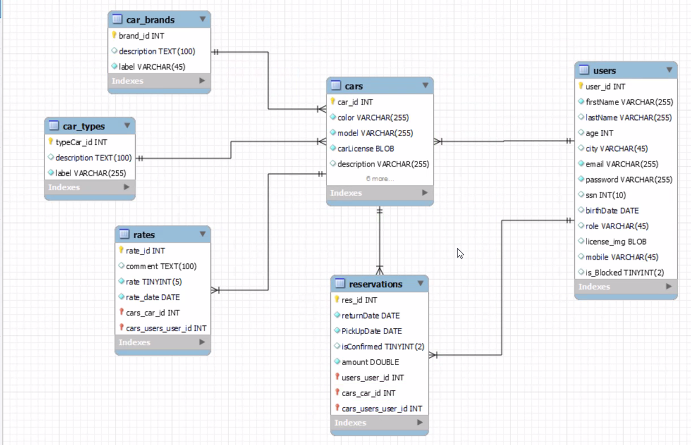 car_brands
brand_id INT
description TEXT(100)
label VARCHAR(45)
Indexes
car_types
typeCar_id INT
description TEXT(100)
label VARCHAR(255)
Indexes
rates
rate_id INT
comment TEXT(100)
rate TINYINT(5)
rate_date DATE
cars_car_id INT
cars_users_user_id INT
Indexes
cars
car_id INT
color VARCHAR(255)
model VARCHAR(255)
carLicense BLOB
description VARCHAR(255)
6 more...
Indexes
reservations
res_id INT
returnDate DATE
PickUpDate DATE
isConfirmed TINYINT(2)
amount DOUBLE
users_user_id INT
cars_car_id INT
cars_users_user_id INT
Indexes
users
user_id INT
firstName VARCHAR(255)
lastName VARCHAR(255)
age INT
city VARCHAR(45)
email VARCHAR(255)
password VARCHAR(255)
ssn INT(10)
birthDate DATE
role VARCHAR(45)
license_img BLOB
mobile VARCHAR(45)
is_Blocked TINYINT(2)
Indexes